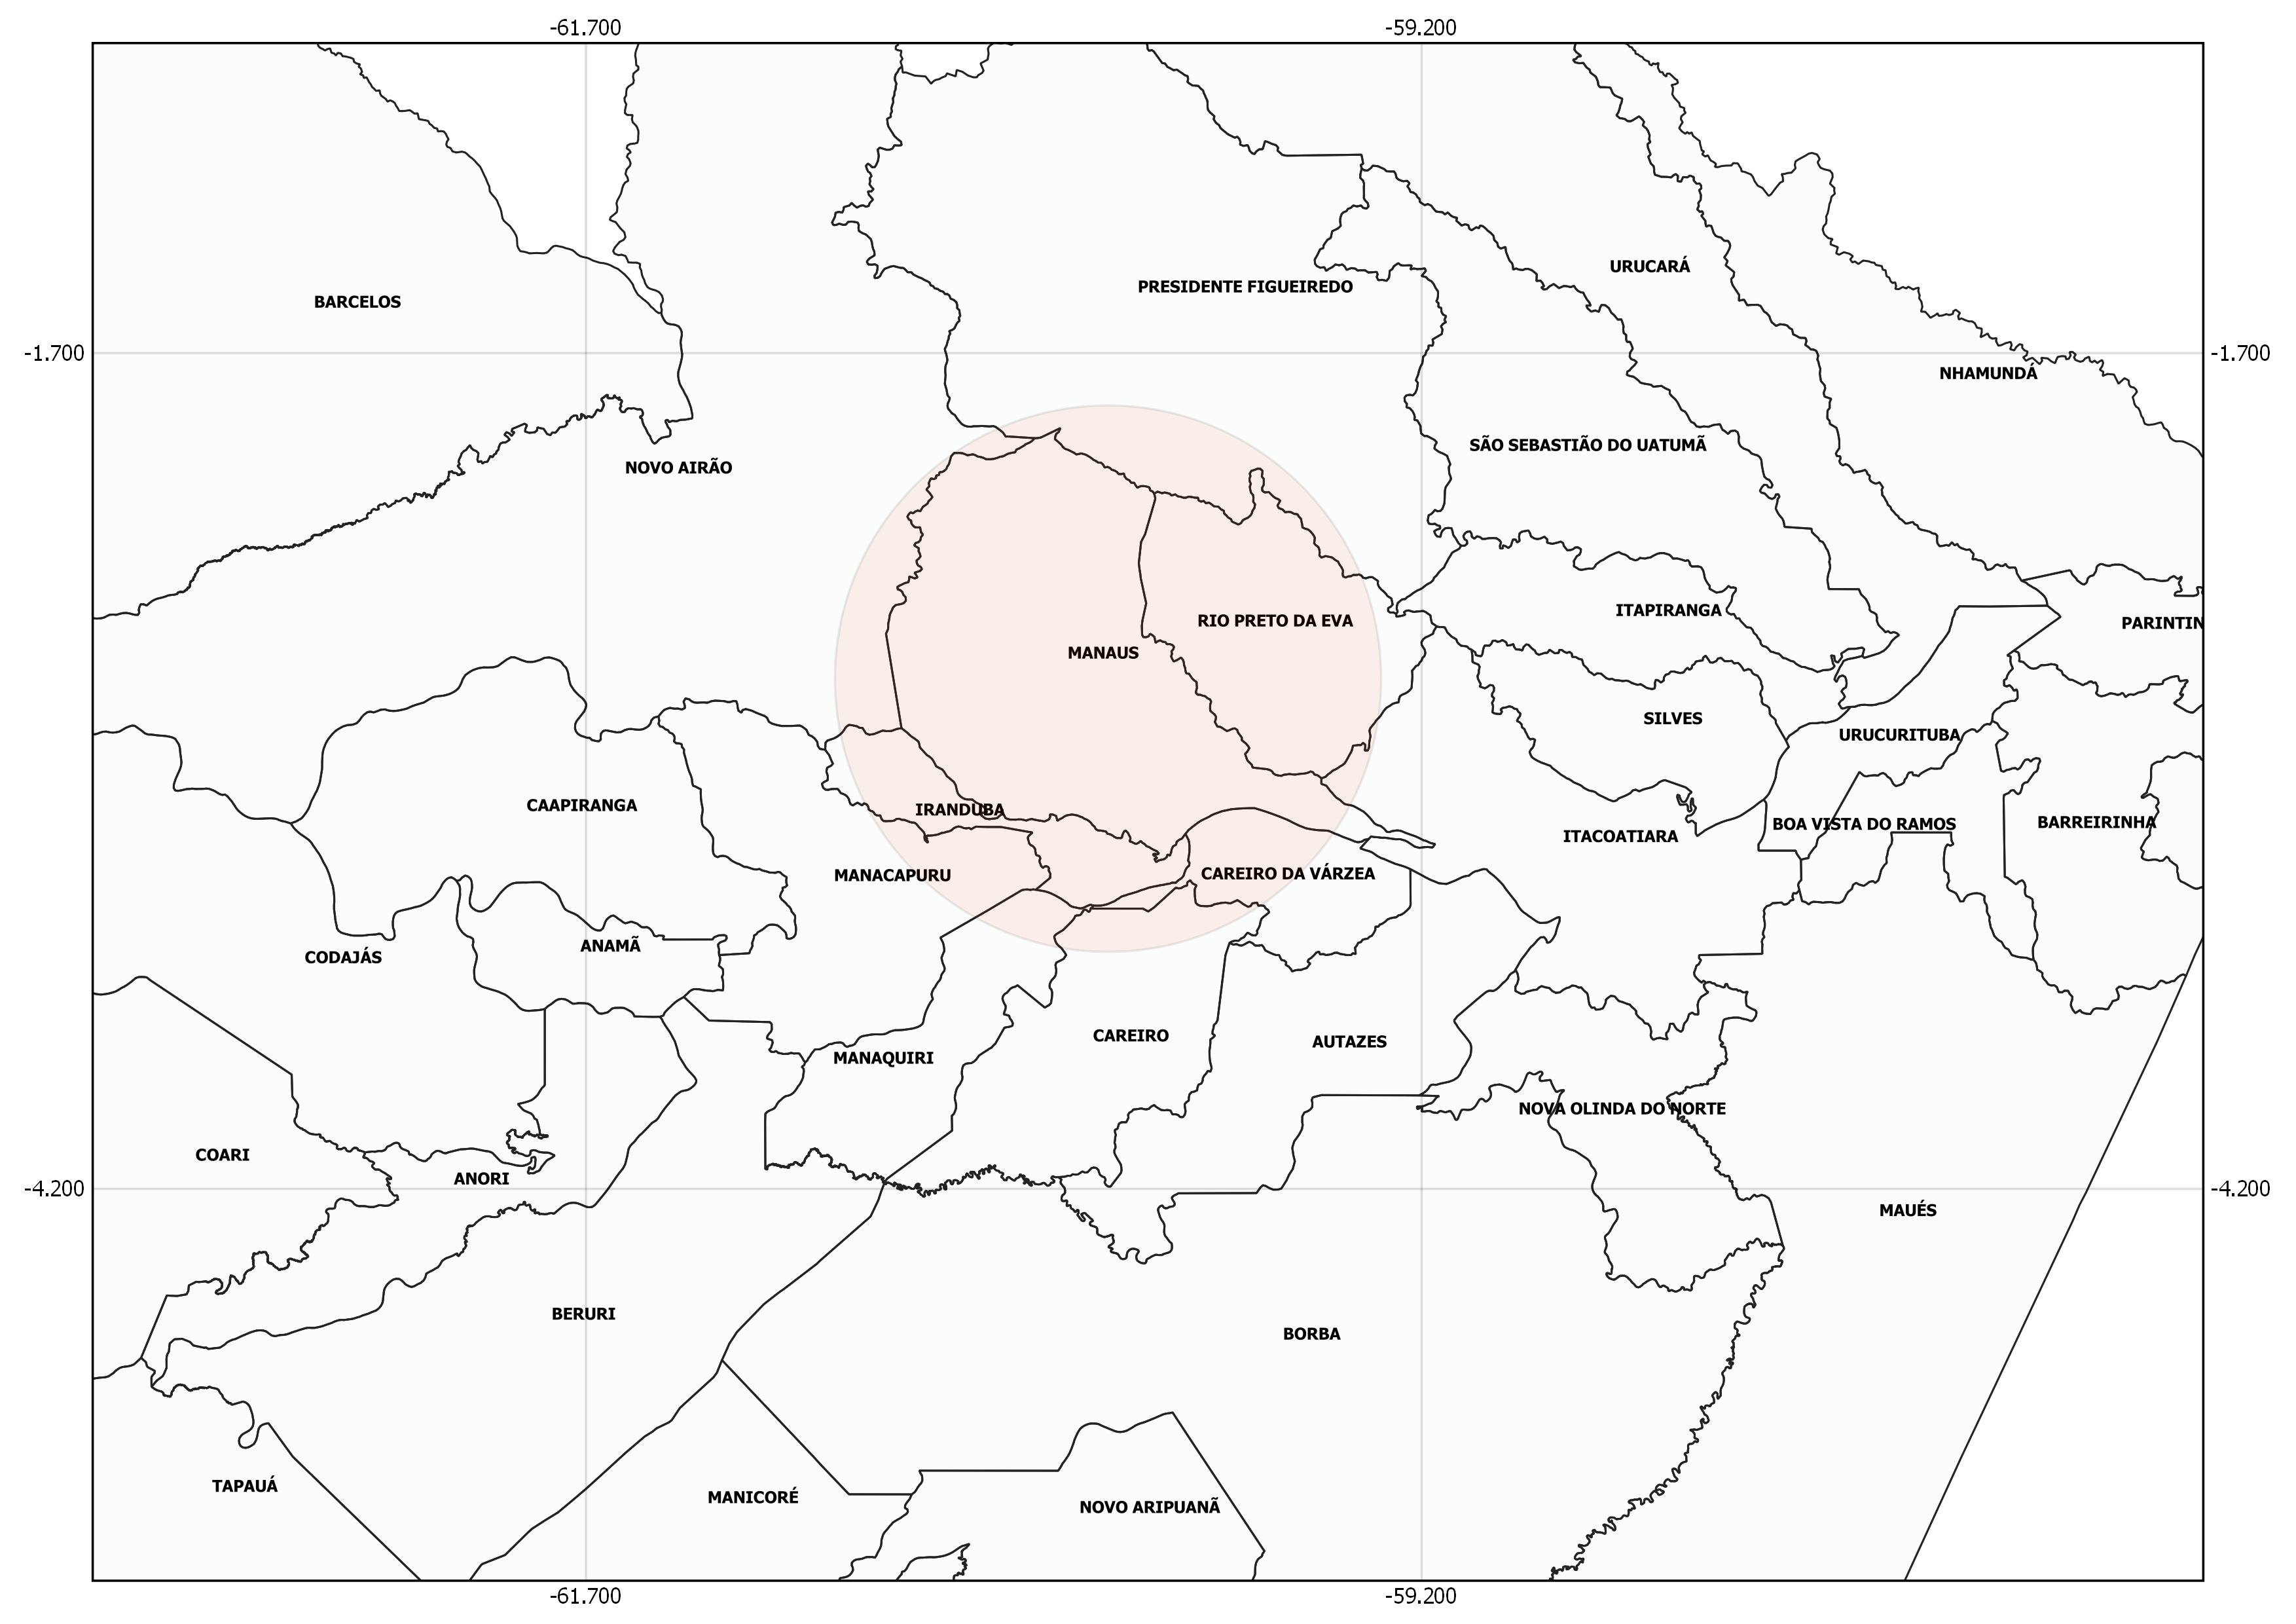 -61.700
-59.200
URUCARÁ
PRESIDENTE FIGUEIREDO
BARCELOS
-1.700
-1.700
NHAMUNDÁ
SÃO SEBASTIÃO DO UATUMÃ
NOVO AIRÃO
ITAPIRANGA
RIO PRETO DA EVA
PARINTIN
MANAUS
SILVES
URUCURITUBA
CAAPIRANGA
IRANDUBA
BARREIRINHA
BOA VISTA DO RAMOS
ITACOATIARA
CAREIRO DA VÁRZEA
MANACAPURU
ANAMÃ
CODAJÁS
CAREIRO
AUTAZES
MANAQUIRI
NOVA OLINDA DO NORTE
COARI
ANORI
-4.200
-4.200
MAUÉS
BERURI
BORBA
TAPAUÁ
MANICORÉ
NOVO ARIPUANÃ
-61.700
-59.200